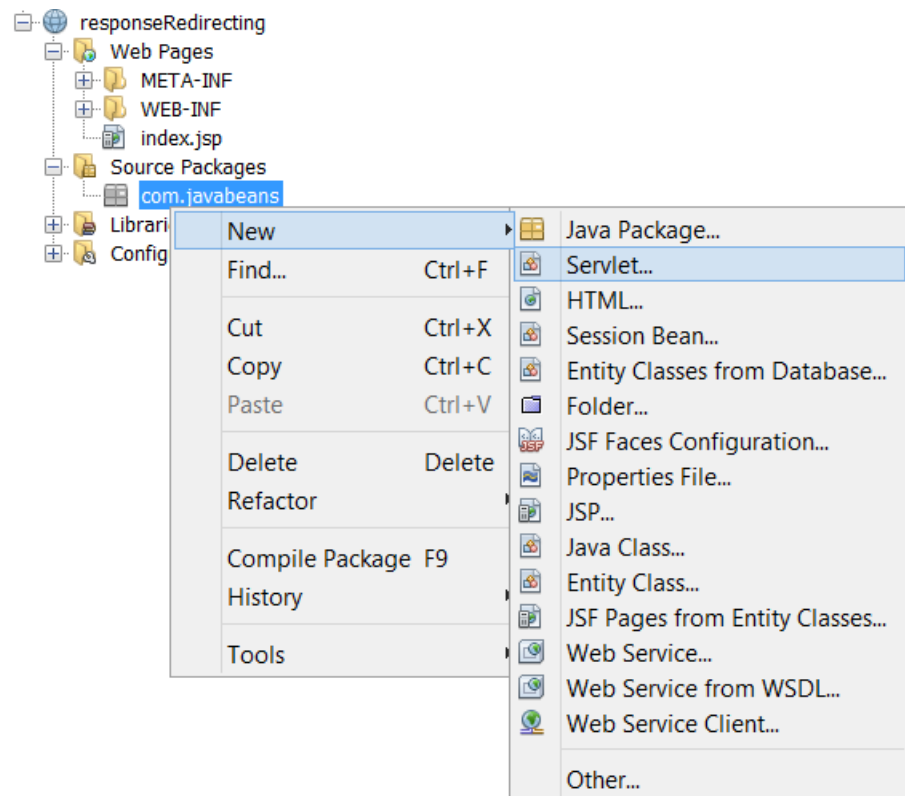 responseRedirecting
Web Pages
META-INF
WEB-INF
index.jsp
Source Packages
com.javabeans
Librari
Config
New
Find... Ctrl+F
Cut Ctrl+X
Copy Ctrl+C
Paste Ctrl+V
Delete Delete
Refactor
Compile Package F9
History
Tools
Java Package...
Servlet...
HTML...
Session Bean...
Entity Classes from Database...
Folder...
JSF Faces Configuration...
Properties File...
JSP...
Java Class...
Entity Class...
JSF Pages from Entity Classes...
Web Service...
Web Service from WSDL...
Web Service Client...
Other...